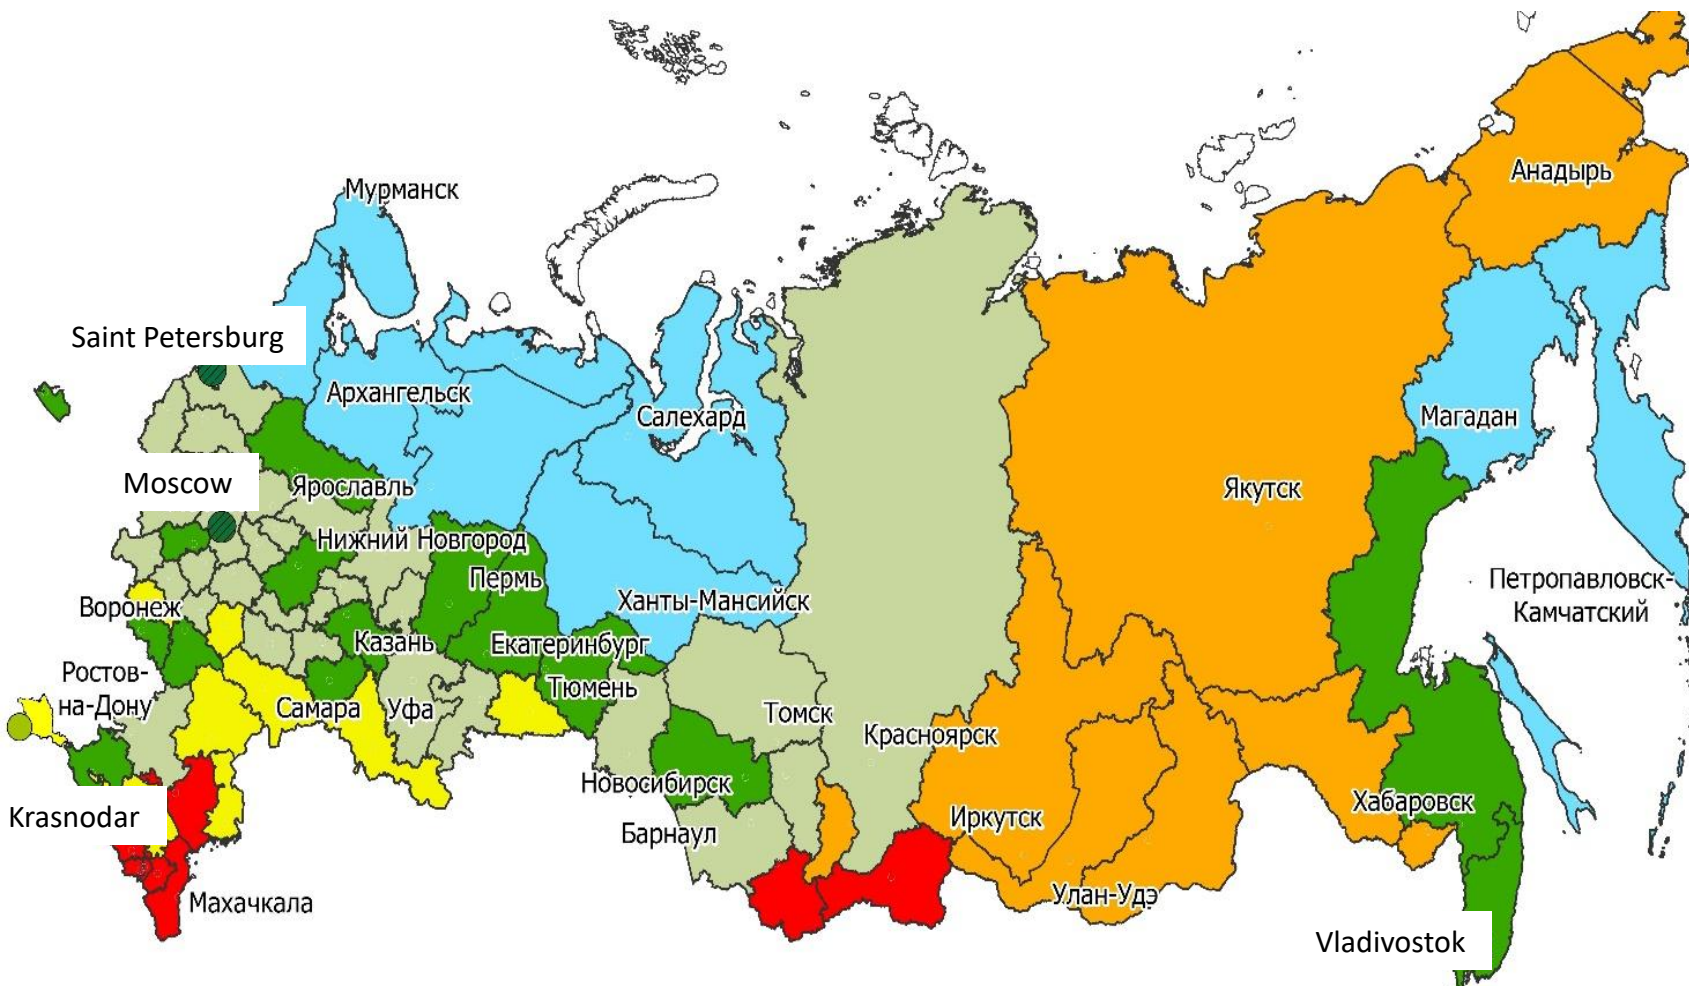 Мурманск
Анадырь
Saint Petersburg
Архангельск
Салехард
Магадан
Moscow
Ярославль
Якутск
Нижний Новгород
Пермь
Ханты-Мансийск
Петропавловск-
Камчатский
Воронеж
Казань
Екатеринбург
Ростов-
на-Дону
Самара
Уфа
Тюмень
Томск
Красноярск
Новосибирск
Krasnodar
Барнаул
Иркутск
Хабаровск
Махачкала
Улан-Удэ
Vladivostok